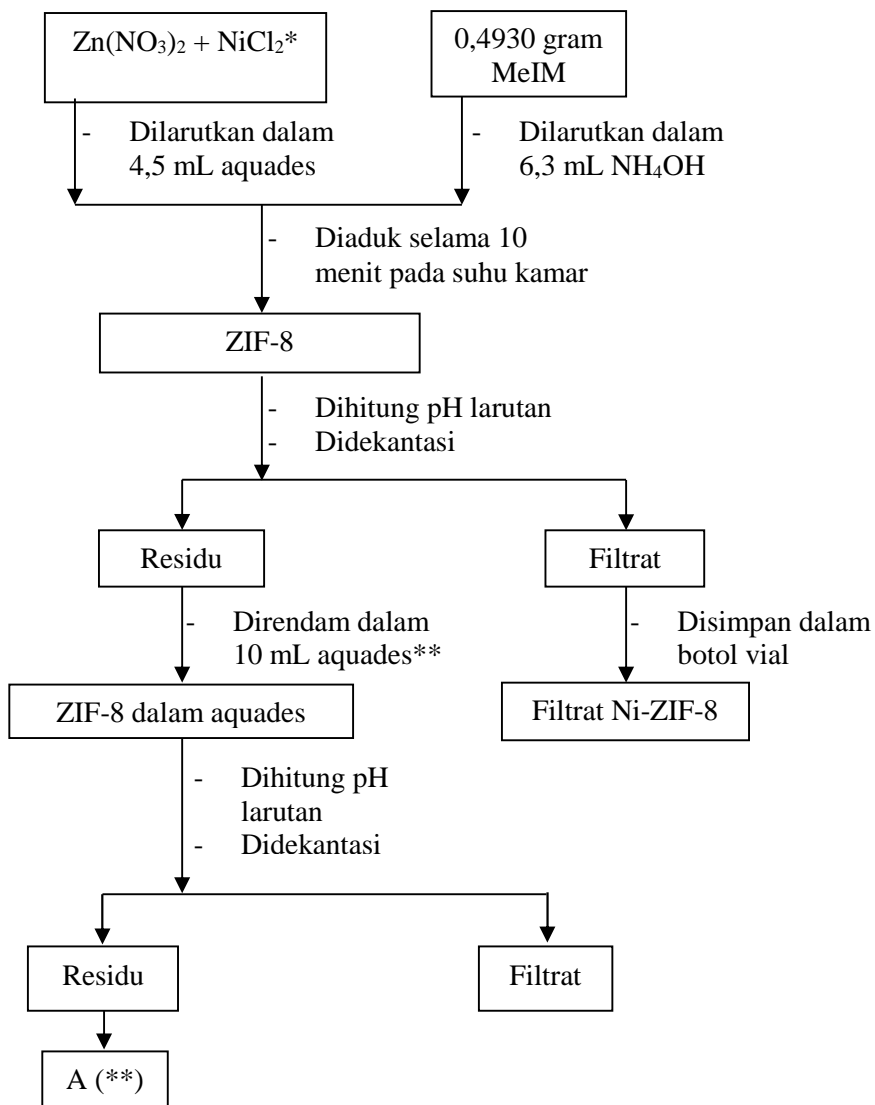 Zn(NO₃)₂ + NiCl₂*
0,4930 gram
MeIM
- Dilarutkan dalam
4,5 mL aquades
- Dilarutkan dalam
6,3 mL NH₄OH
- Diaduk selama 10
menit pada suhu kamar
ZIF-8
- Dihitung pH larutan
- Didekantasi
Residu
Filtrat
- Direndam dalam
10 mL aquades**
- Disimpan dalam
botol vial
ZIF-8 dalam aquades
Filtrat Ni-ZIF-8
- Dihitung pH
larutan
- Didekantasi
Residu
Filtrat
A (**)